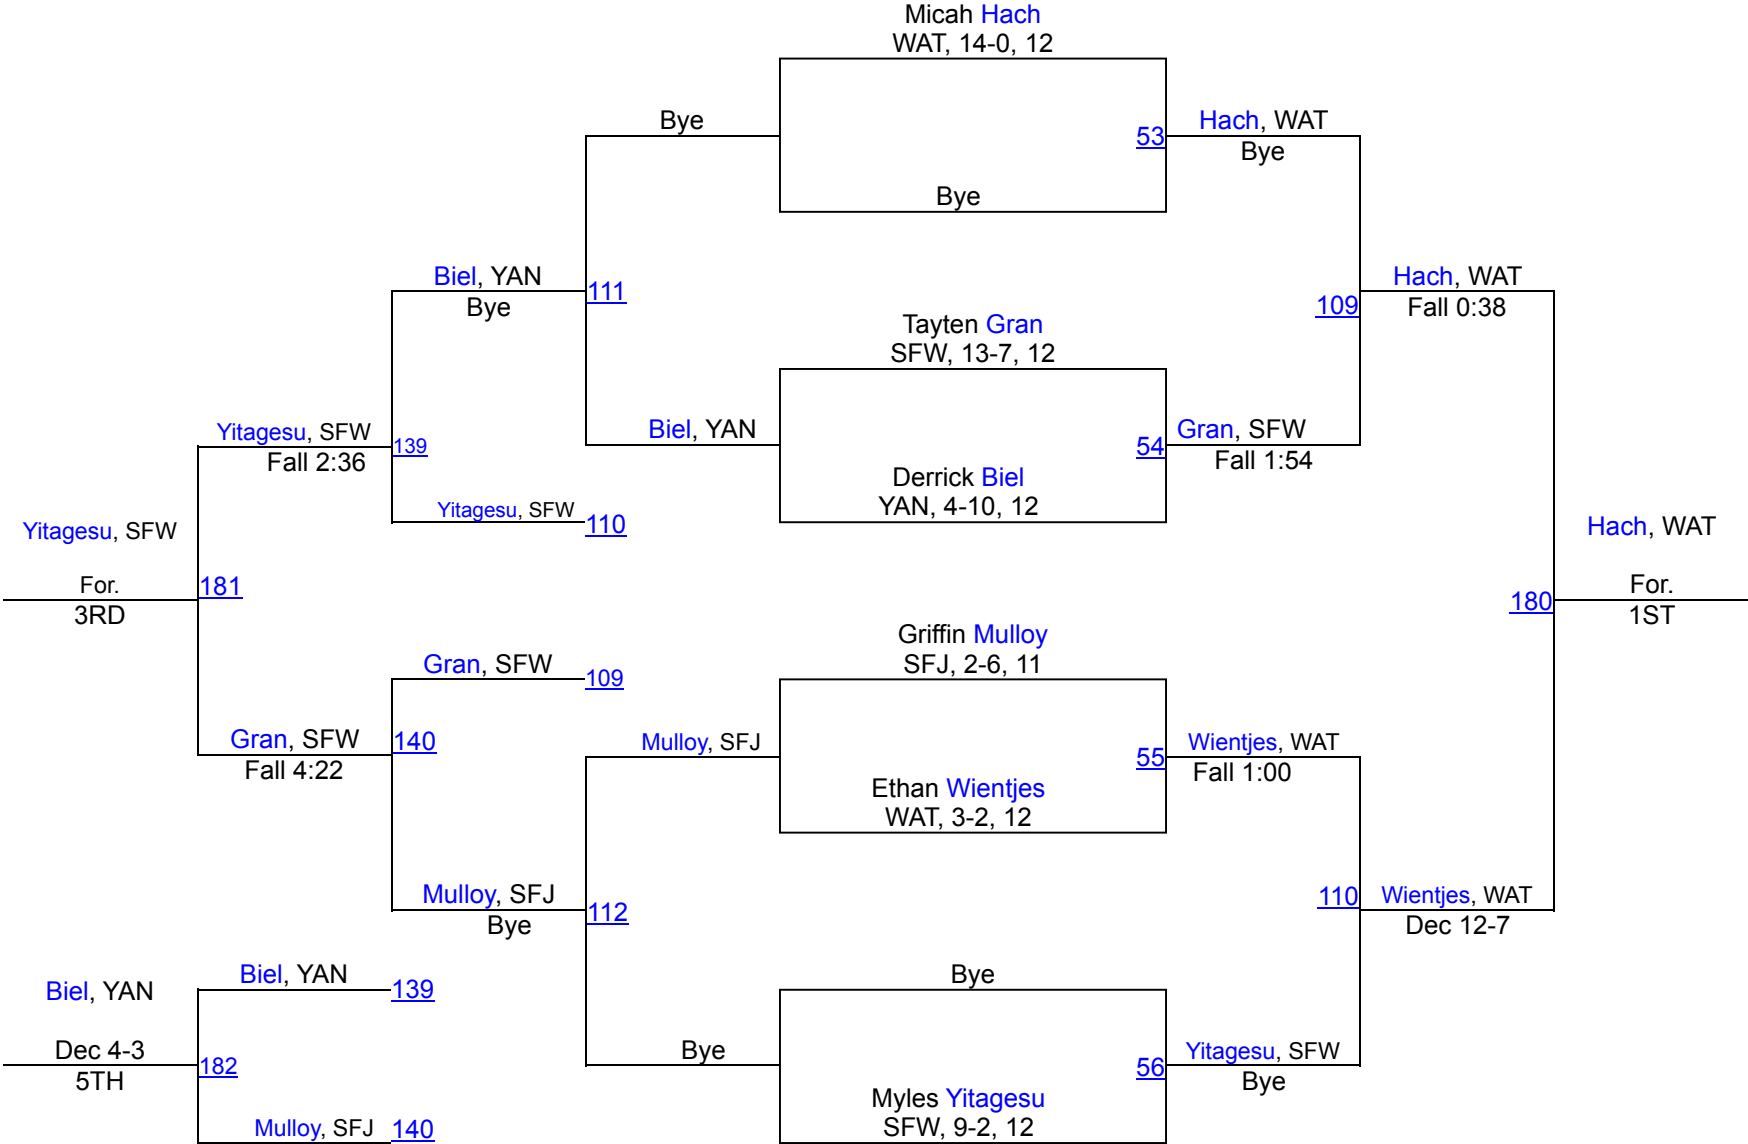 Micah Hach
WAT, 14-0, 12
Bye
53
Hach, WAT
Bye
Bye
Biel, YAN
Bye
111
Hach, WAT
Fall 0:38
109
Tayten Gran
SFW, 13-7, 12
Yitagesu, SFW
Fall 2:36
139
Biel, YAN
54
Gran, SFW
Fall 1:54
Derrick Biel
YAN, 4-10, 12
Yitagesu, SFW
110
Yitagesu, SFW
For.
3RD
181
Hach, WAT
For.
1ST
180
Griffin Mulloy
SFJ, 2-6, 11
Gran, SFW
109
Gran, SFW
Fall 4:22
140
Mulloy, SFJ
55
Wientjes, WAT
Fall 1:00
Ethan Wientjes
WAT, 3-2, 12
Mulloy, SFJ
Bye
112
110
Wientjes, WAT
Dec 12-7
Biel, YAN
Dec 4-3
5TH
Biel, YAN
139
182
Bye
Bye
56
Yitagesu, SFW
Bye
Myles Yitagesu
SFW, 9-2, 12
Mulloy, SFJ
140